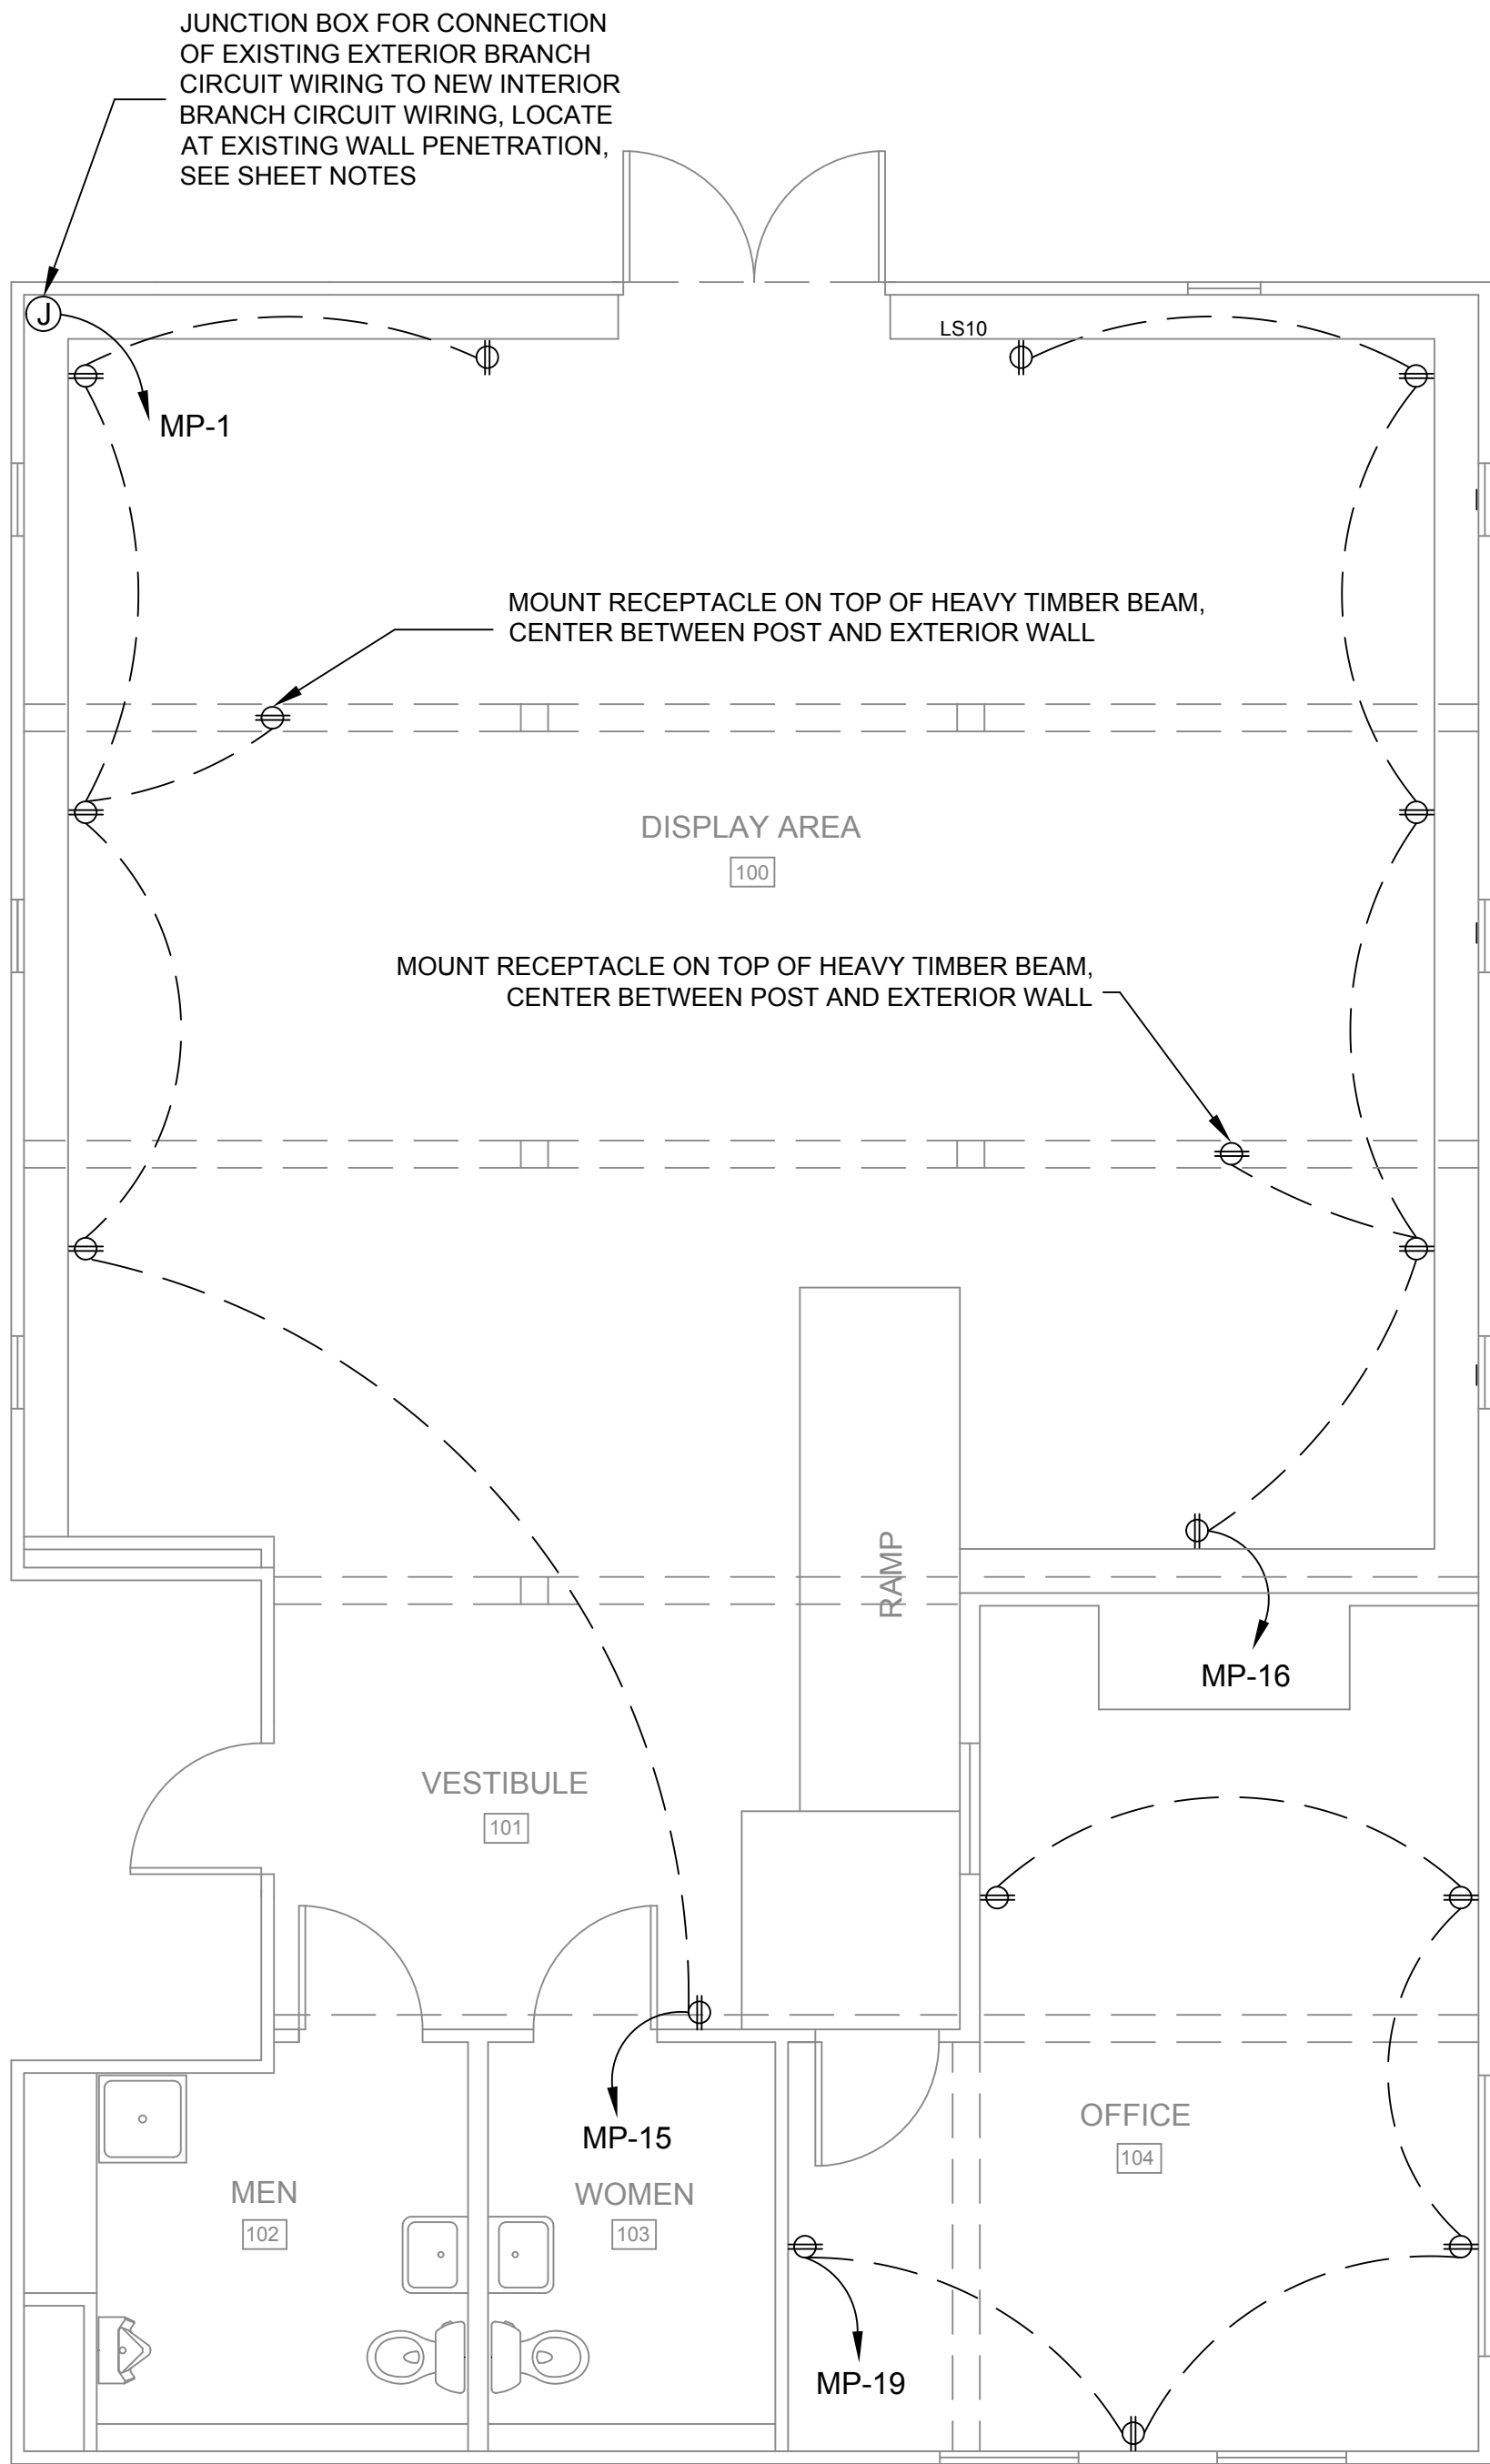 JUNCTION BOX FOR CONNECTION
OF EXISTING EXTERIOR BRANCH
CIRCUIT WIRING TO NEW INTERIOR
BRANCH CIRCUIT WIRING, LOCATE
AT EXISTING WALL PENETRATION,
SEE SHEET NOTES
J
LS10
MP-1
MOUNT RECEPTACLE ON TOP OF HEAVY TIMBER BEAM,
CENTER BETWEEN POST AND EXTERIOR WALL
DISPLAY AREA
100
MOUNT RECEPTACLE ON TOP OF HEAVY TIMBER BEAM,
CENTER BETWEEN POST AND EXTERIOR WALL
RAMP
MP-16
VESTIBULE
101
OFFICE
104
MP-15
MEN
102
WOMEN
103
MP-19